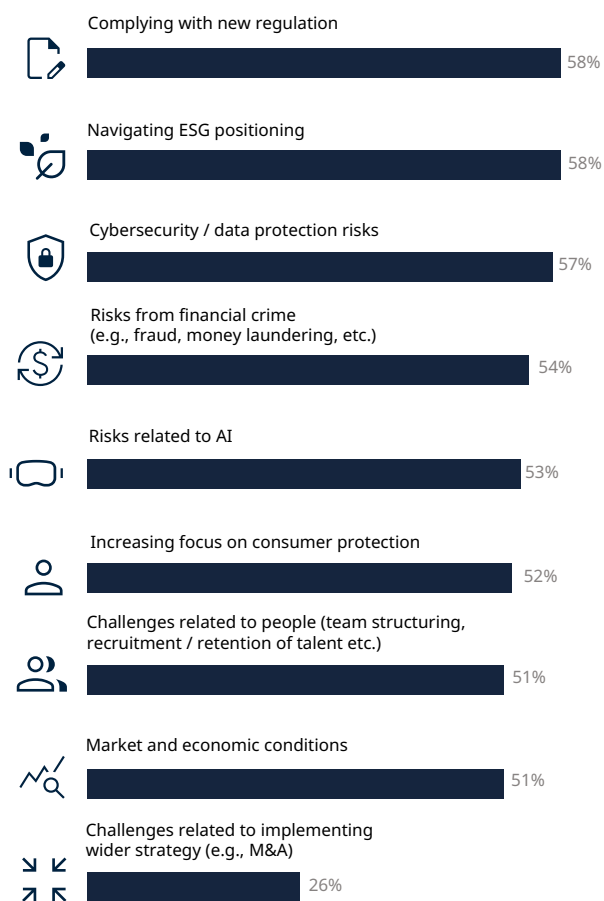 Complying with new regulation
58%
Navigating ESG positioning
58%
Cybersecurity / data protection risks
57%
Risks from financial crime
(e.g., fraud, money laundering, etc.)
54%
Risks related to AI
53%
Increasing focus on consumer protection
52%
Challenges related to people (team structuring,
recruitment / retention of talent etc.)
51%
Market and economic conditions
51%
Challenges related to implementing
wider strategy (e.g., M&A)
26%